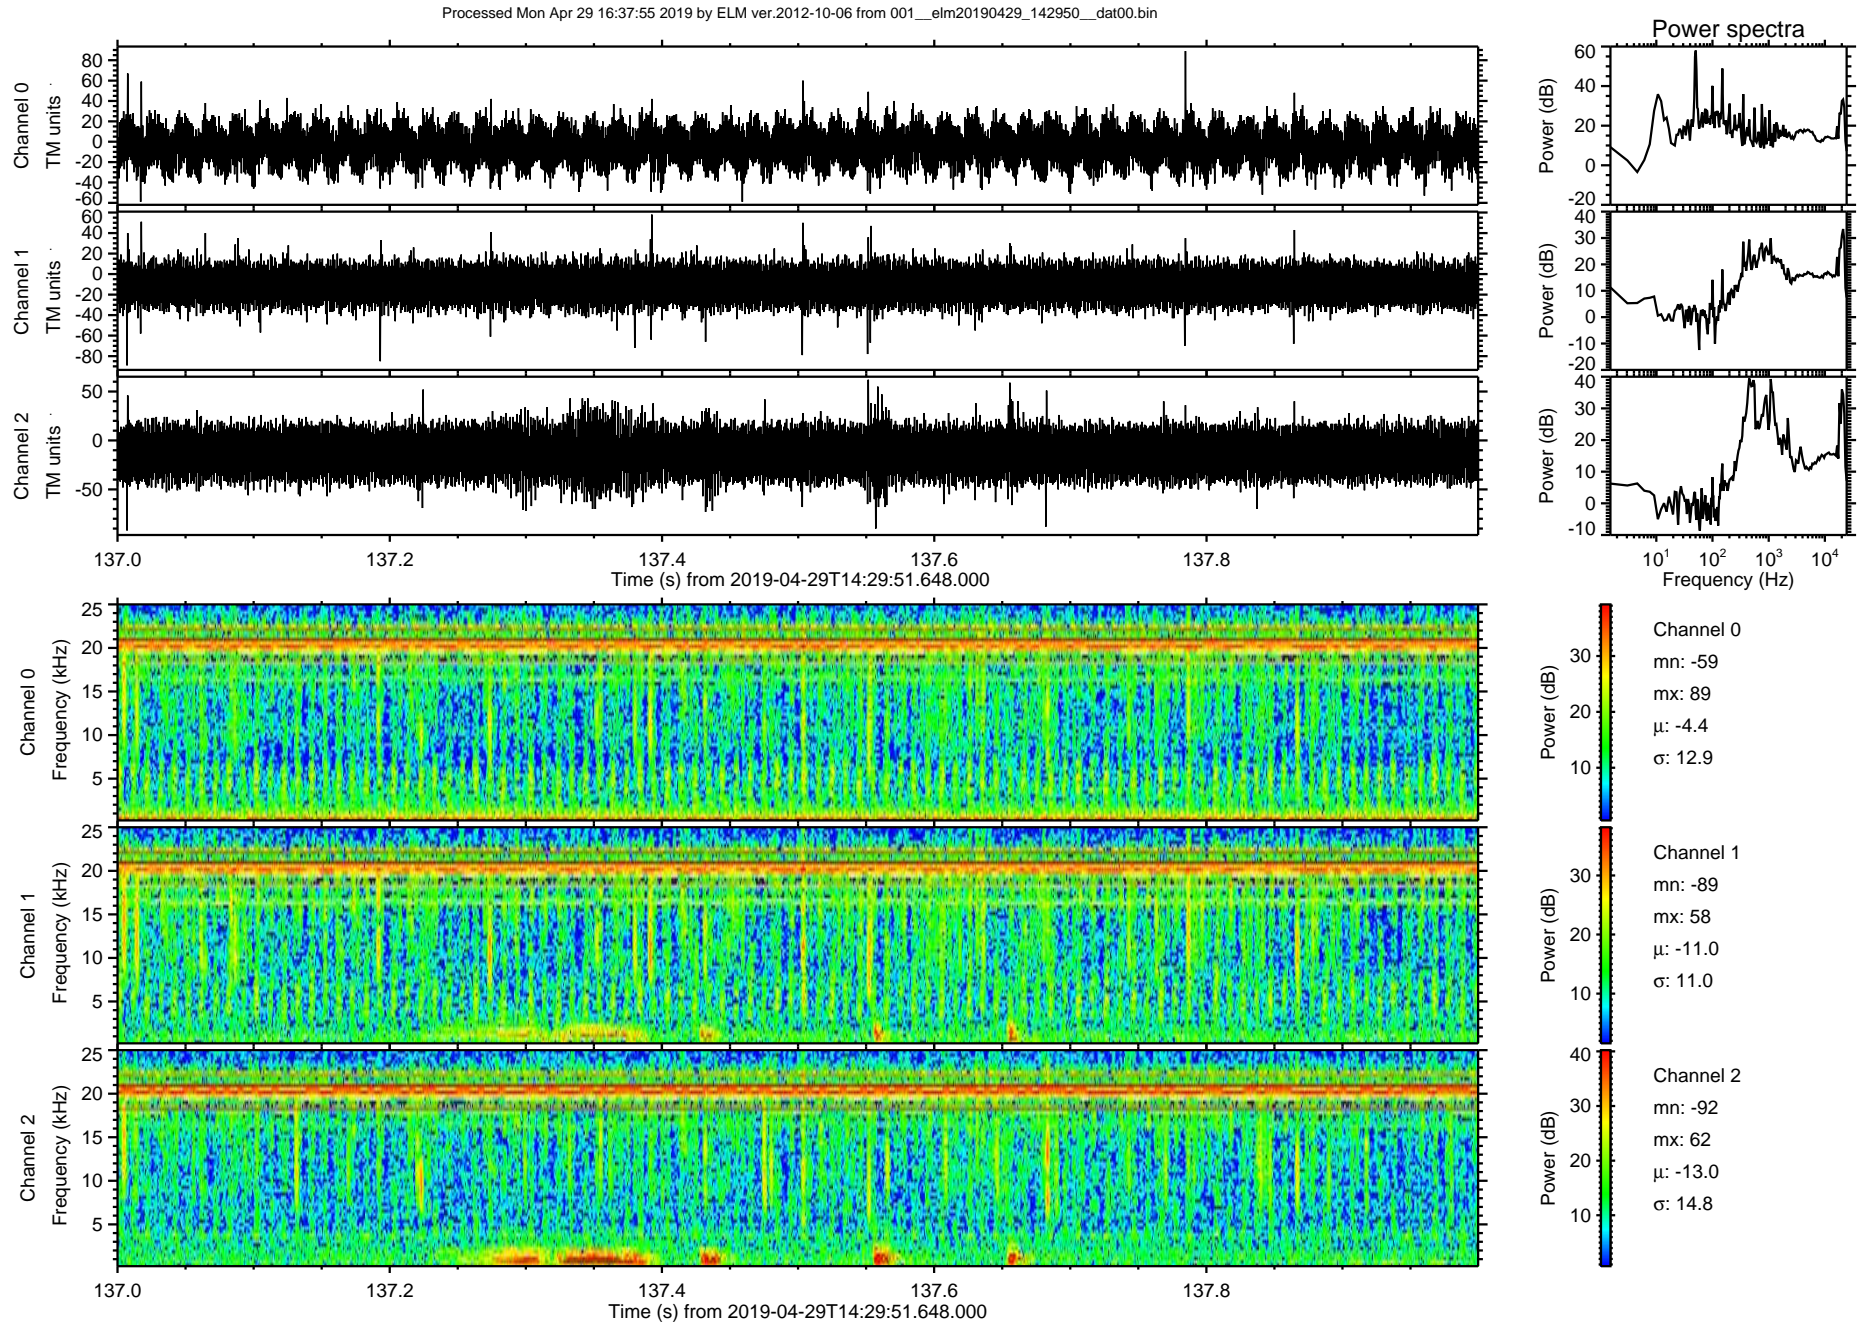 Processed Mon Apr 29 16:37:55 2019 by ELM ver.2012-10-06 from 001__elm20190429_142950__dat00.bin
Power spectra
Channel 0
TM units
80
60
40
20
0
-20
-40
-60
Power (dB)
60
40
20
0
-20
Channel 1
TM units
60
40
20
0
-20
-40
-60
-80
Power (dB)
40
30
20
10
0
-10
-20
Channel 2
TM units
50
0
-50
Power (dB)
40
30
20
10
0
-10
137.0 137.2 137.4 137.6 137.8
Time (s) from 2019-04-29T14:29:51.648.000
10^1 10^2 10^3 10^4
Frequency (Hz)
Channel 0
Frequency (kHz)
25
20
15
10
5
Power (dB)
30
20
10
Channel 0
mn: -59
mx: 89
µ: -4.4
σ: 12.9
Channel 1
Frequency (kHz)
25
20
15
10
5
Power (dB)
30
20
10
Channel 1
mn: -89
mx: 58
µ: -11.0
σ: 11.0
Channel 2
Frequency (kHz)
25
20
15
10
5
Power (dB)
40
30
20
10
Channel 2
mn: -92
mx: 62
µ: -13.0
σ: 14.8
137.0 137.2 137.4 137.6 137.8
Time (s) from 2019-04-29T14:29:51.648.000